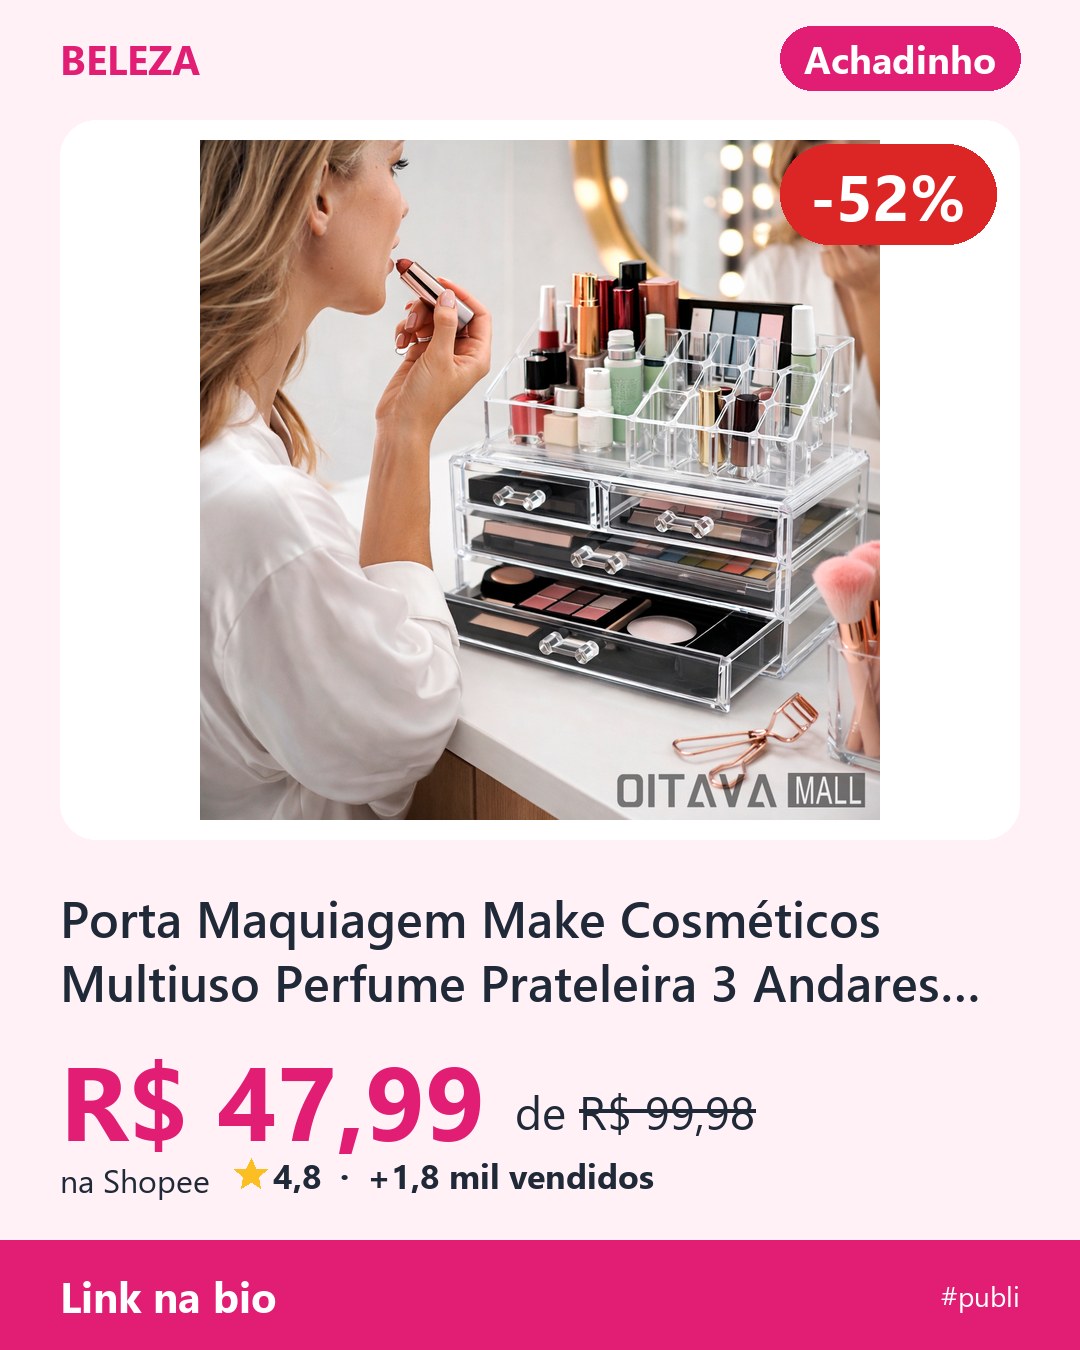 BELEZA
Achadinho
-52%
OITAVA MALL
Porta Maquiagem Make Cosméticos
Multiuso Perfume Prateleira 3 Andares...
R$ 47,99 de R$ 99,98
na Shopee ⭐4,8 · +1,8 mil vendidos
Link na bio
#publi